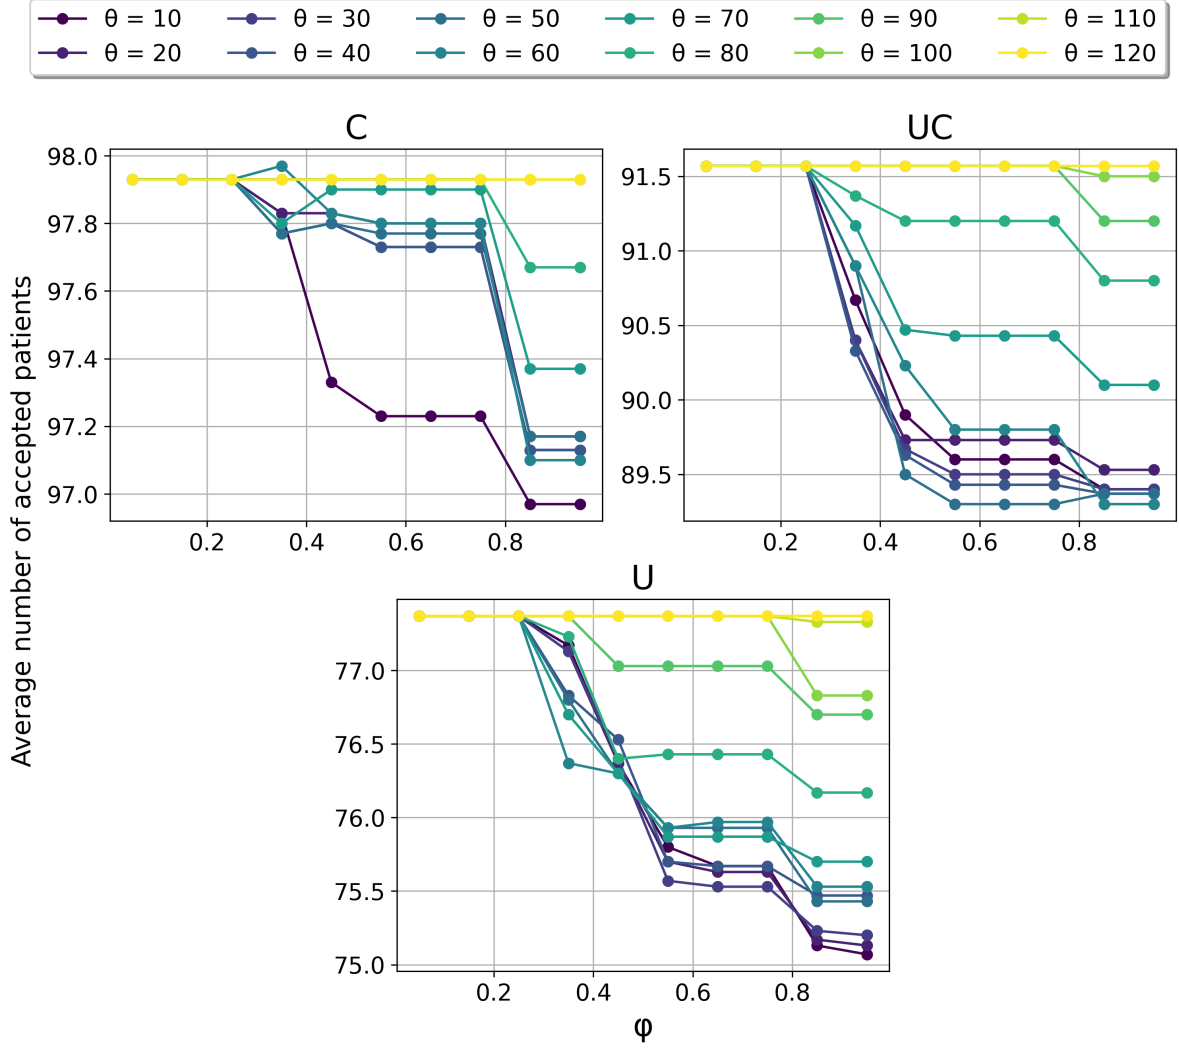 θ = 10 θ = 30 θ = 50 θ = 70 θ = 90 θ = 110
θ = 20 θ = 40 θ = 60 θ = 80 θ = 100 θ = 120
C
98.0
97.8
97.6
97.4
97.2
97.0
0.2 0.4 0.6 0.8
UC
91.5
91.0
90.5
90.0
89.5
0.2 0.4 0.6 0.8
Average number of accepted patients
U
77.0
76.5
76.0
75.5
75.0
0.2 0.4 0.6 0.8
φ